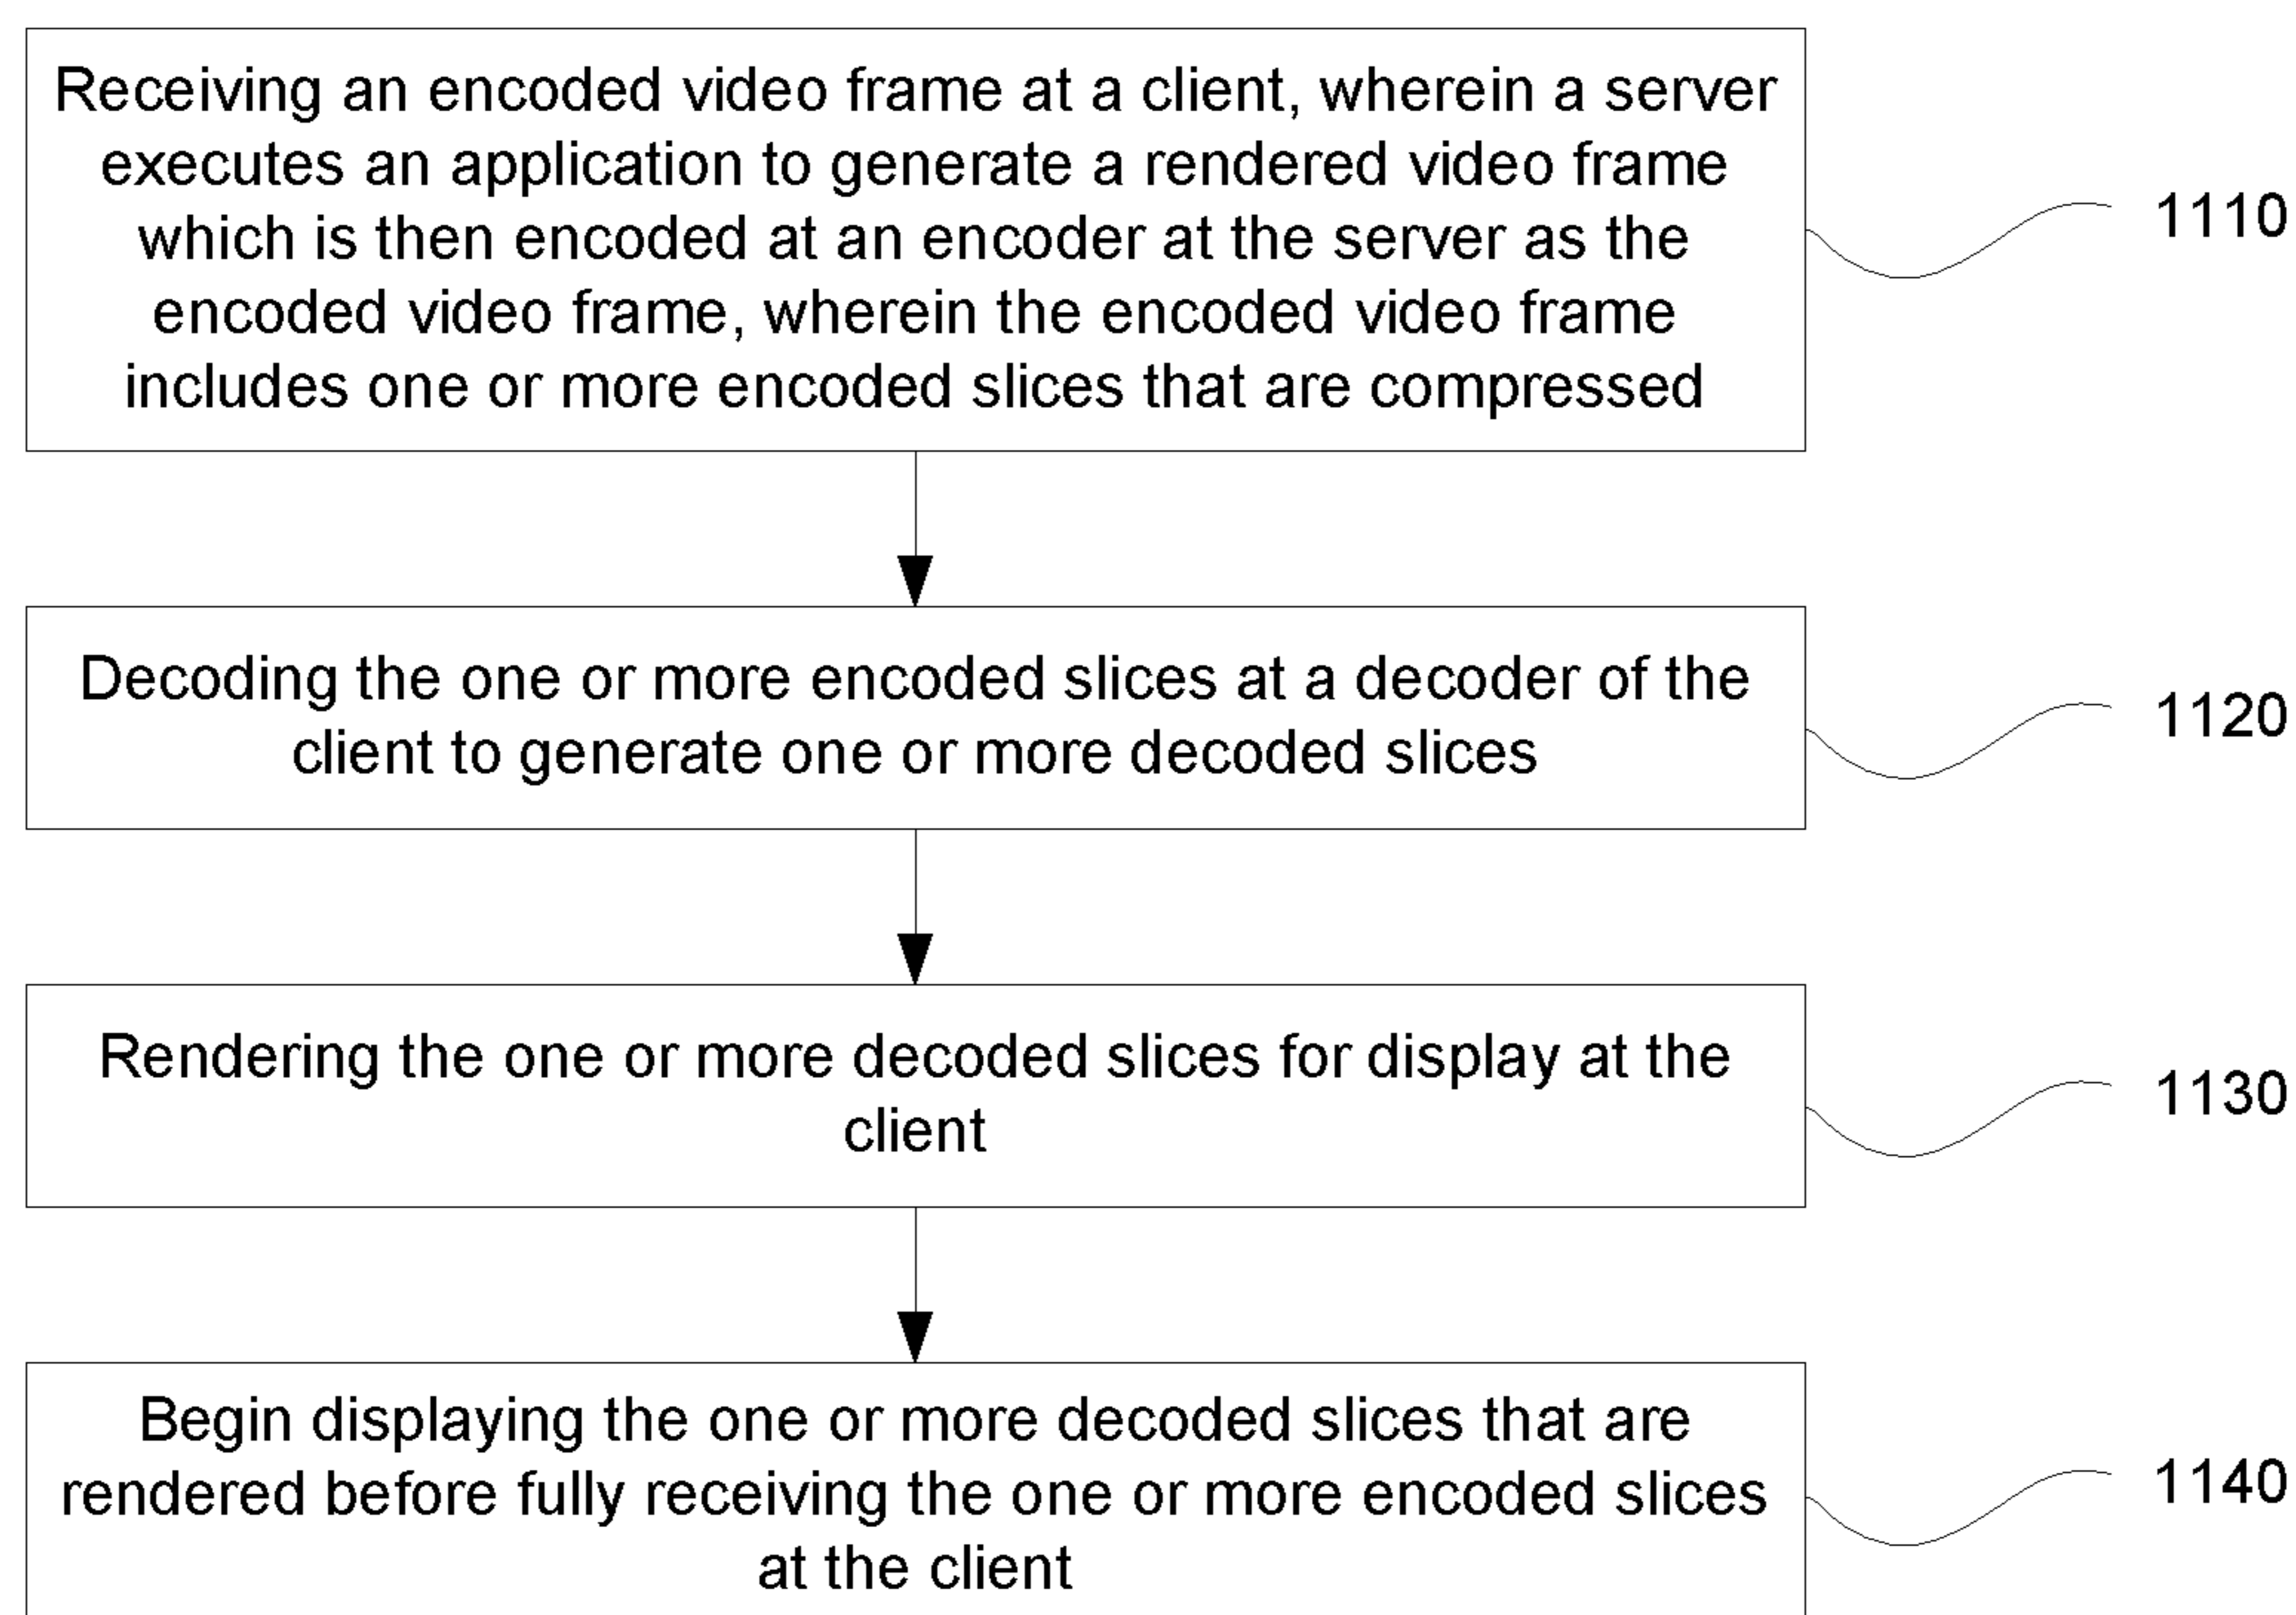 Receiving an encoded video frame at a client, wherein a server
executes an application to generate a rendered video frame
which is then encoded at an encoder at the server as the
encoded video frame, wherein the encoded video frame
includes one or more encoded slices that are compressed
1110
Decoding the one or more encoded slices at a decoder of the
client to generate one or more decoded slices
1120
Rendering the one or more decoded slices for display at the
client
1130
Begin displaying the one or more decoded slices that are
rendered before fully receiving the one or more encoded slices
at the client
1140